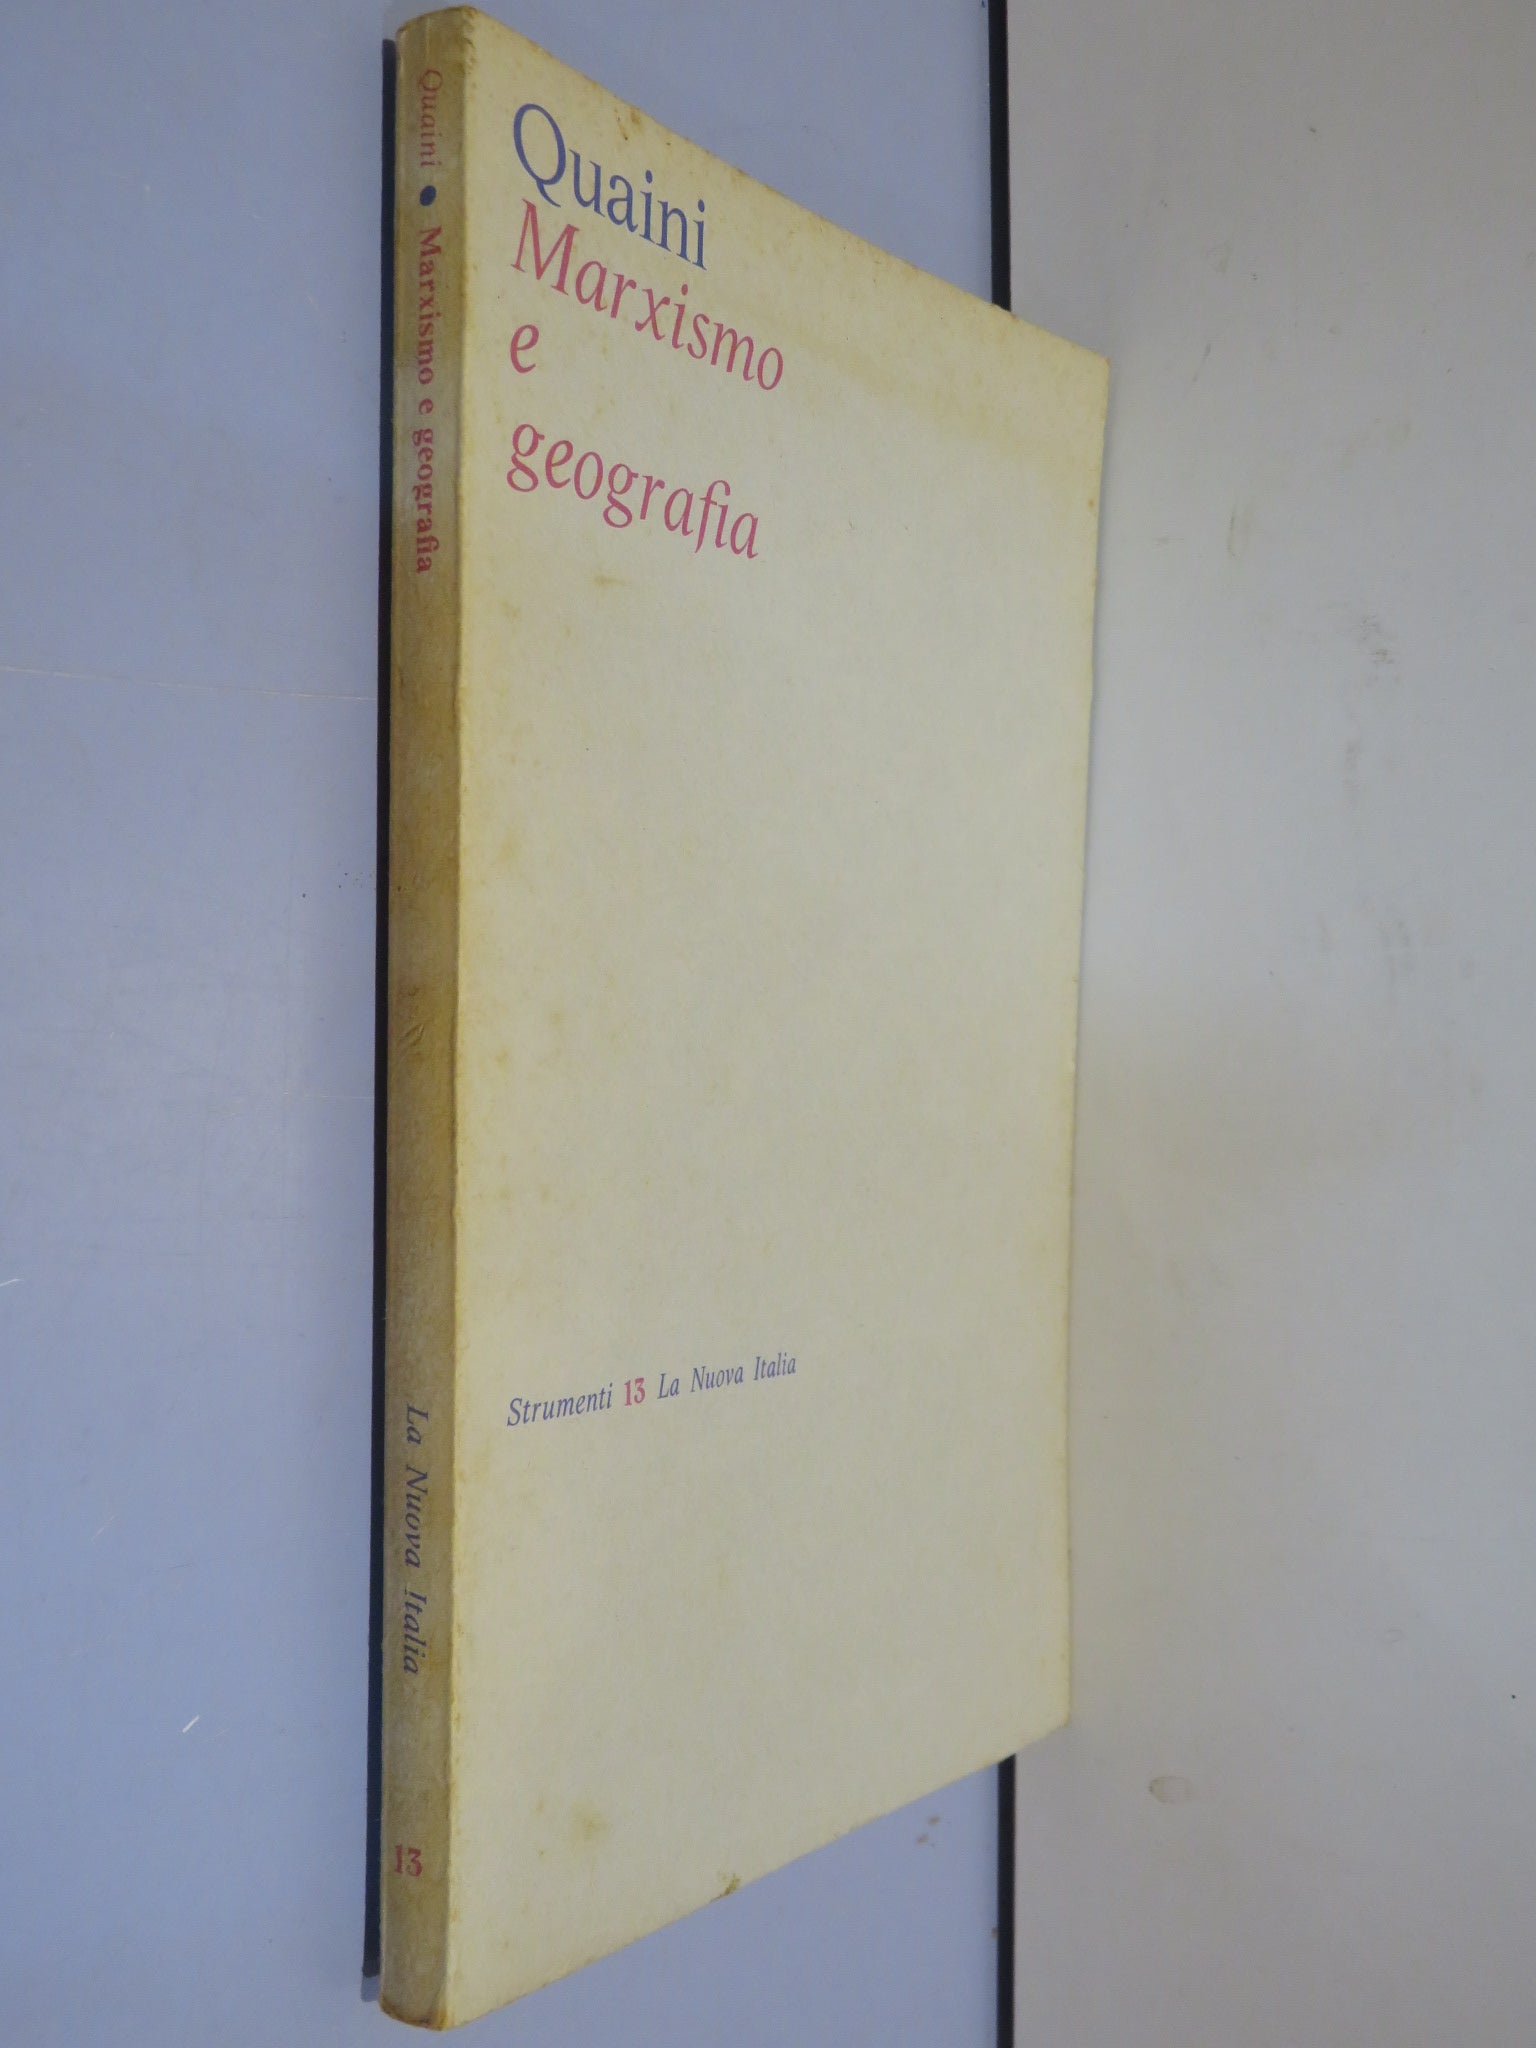 Quaini
Marxismo
e
geografia
Strumenti 13 La Nuova Italia
Quaini • Marxismo e geografia
La Nuova Italia
13